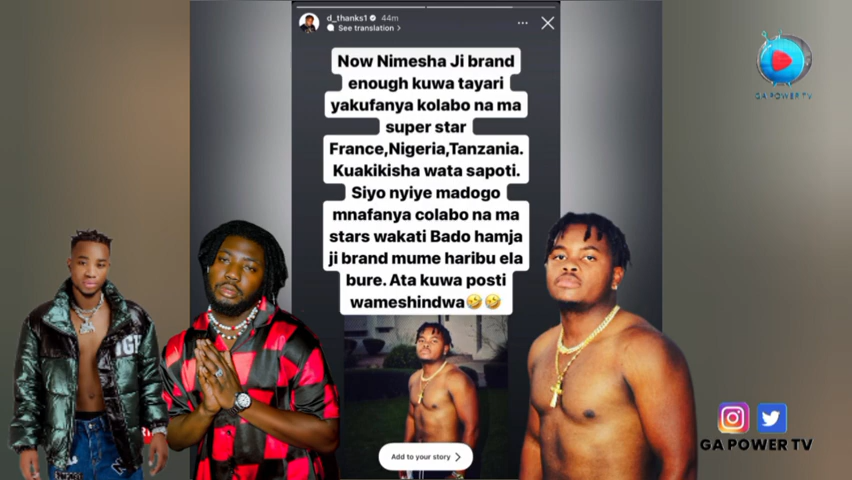 d_thanks1 44m
See translation >
Now Nimesha Ji brand
enough kuwa tayari
yakufanya kolabo na ma
super star
France,Nigeria,Tanzania.
Kuakikisha wata sapoti.
Siyo nyiye madogo
mnafanya colabo na ma
stars wakati Bado hamja
ji brand mume haribu ela
bure. Ata kuwa posti
wameshindwa🤣🤣
Add to your story >
GA POWER TV
GA POWER TV